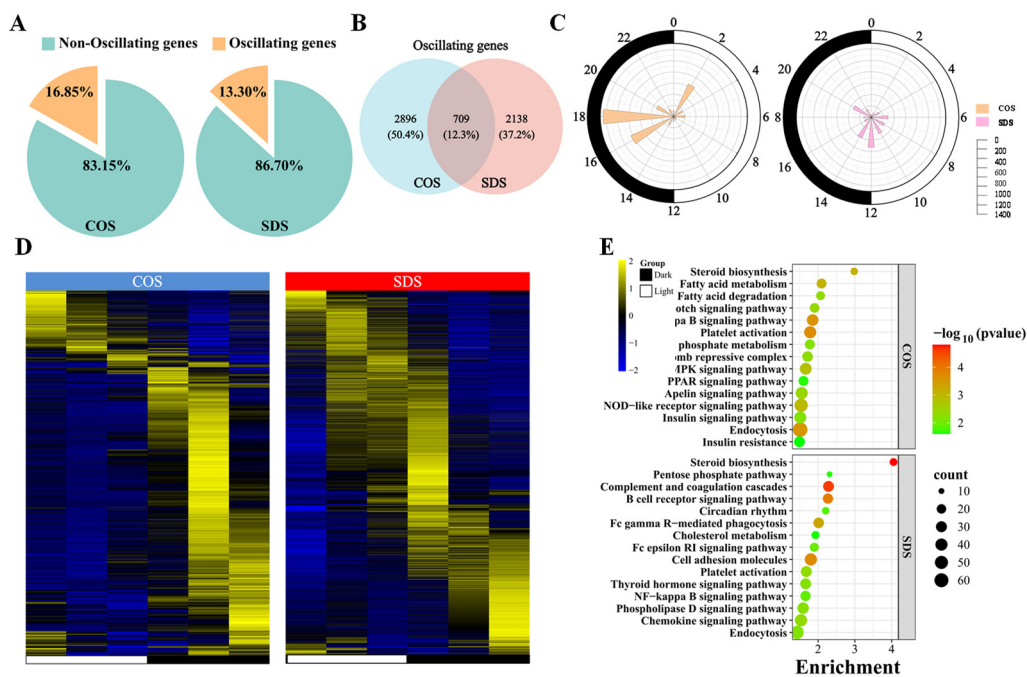 A
Non-Oscillating genes
Oscillating genes
16.85%
83.15%
COS
13.30%
86.70%
SDS
B
Oscillating genes
2896
(50.4%)
709
(12.3%)
2138
(37.2%)
COS
SDS
C
0
2
4
6
8
10
12
14
16
18
20
22
0
2
4
6
8
10
12
14
16
18
20
22
COS
SDS
0
200
400
600
800
1000
1200
1400
D
COS
SDS
2
1
0
−1
−2
Group
Dark
Light
E
Steroid biosynthesis
Fatty acid metabolism
Fatty acid degradation
otch signaling pathway
pa B signaling pathway
Platelet activation
phosphate metabolism
omb repressive complex
PK signaling pathway
PPAR signaling pathway
Apelin signaling pathway
NOD−like receptor signaling pathway
Insulin signaling pathway
Endocytosis
Insulin resistance
COS
Steroid biosynthesis
Pentose phosphate pathway
Complement and coagulation cascades
B cell receptor signaling pathway
Circadian rhythm
Fc gamma R−mediated phagocytosis
Cholesterol metabolism
Fc epsilon RI signaling pathway
Cell adhesion molecules
Platelet activation
Thyroid hormone signaling pathway
NF−kappa B signaling pathway
Phospholipase D signaling pathway
Chemokine signaling pathway
Endocytosis
SDS
2
3
4
Enrichment
−log10 (pvalue)
4
3
2
count
10
20
30
40
50
60